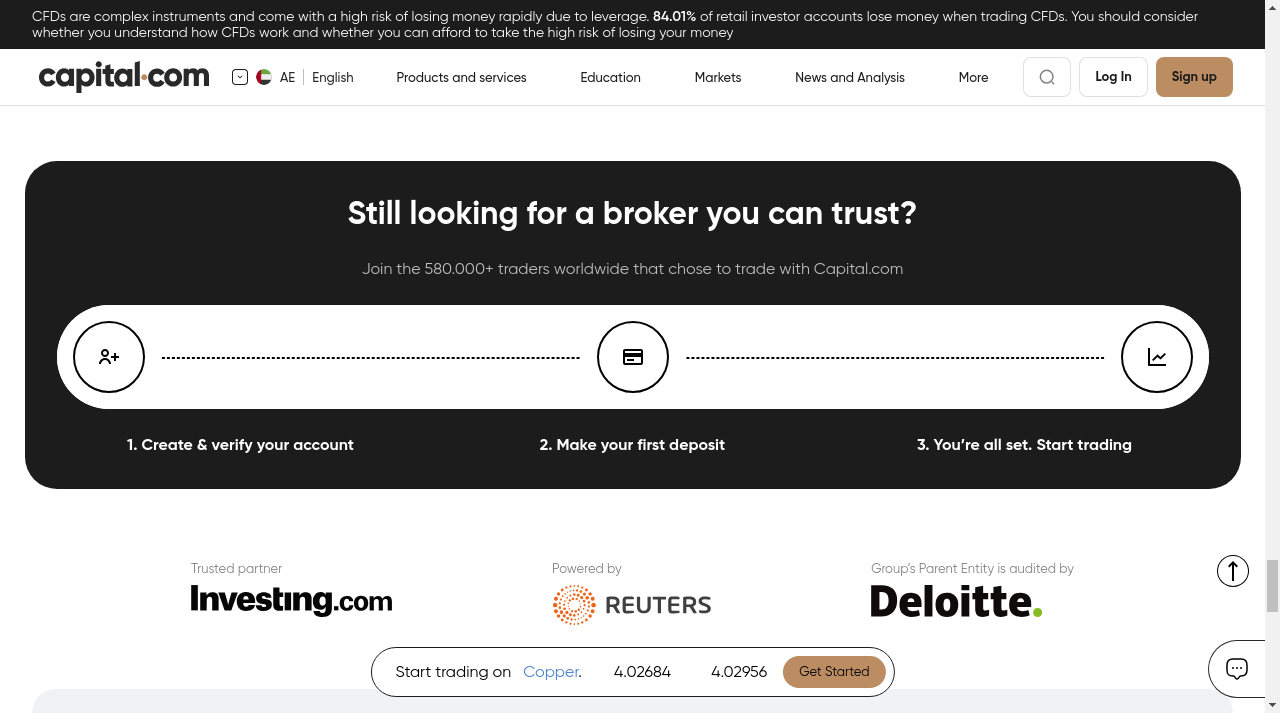 CFDs are complex instruments and come with a high risk of losing money rapidly due to leverage. 84.01% of retail investor accounts lose money when trading CFDs. You should consider
whether you understand how CFDs work and whether you can afford to take the high risk of losing your money
capital.com
AE
English
Products and services
Education
Markets
News and Analysis
More
Log In
Sign up
Still looking for a broker you can trust?
Join the 580.000+ traders worldwide that chose to trade with Capital.com
1. Create & verify your account
2. Make your first deposit
3. You’re all set. Start trading
Trusted partner
Investing.com
Powered by
REUTERS
Group’s Parent Entity is audited by
Deloitte.
Start trading on Copper. 4.02684 4.02956 Get Started